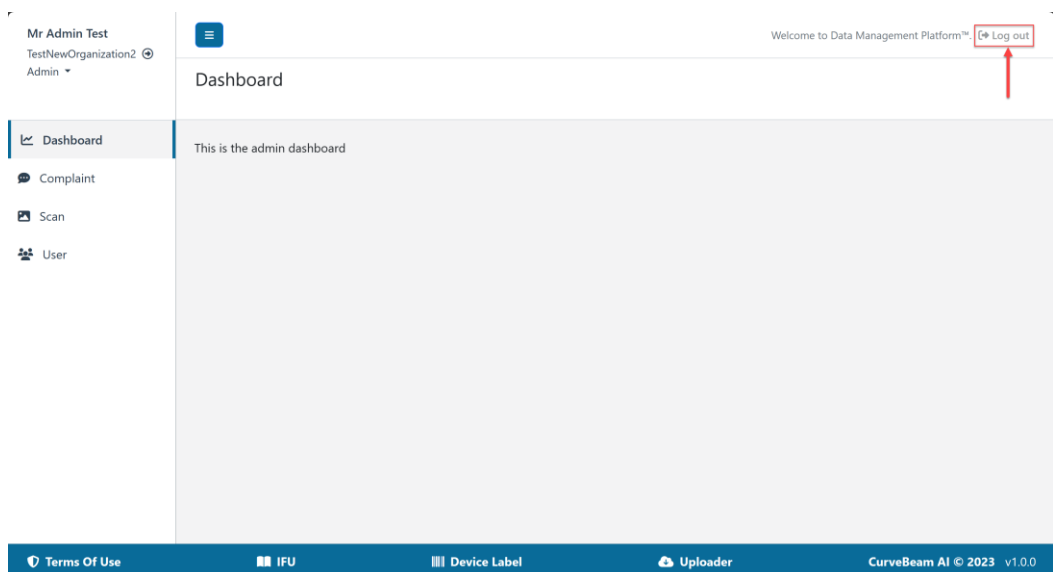 Mr Admin Test
TestNewOrganization2
Admin
Welcome to Data Management Platform™. Log out
Dashboard
Dashboard
Complaint
Scan
User
This is the admin dashboard
Terms Of Use
IFU
Device Label
Uploader
CurveBeam AI © 2023 v1.0.0